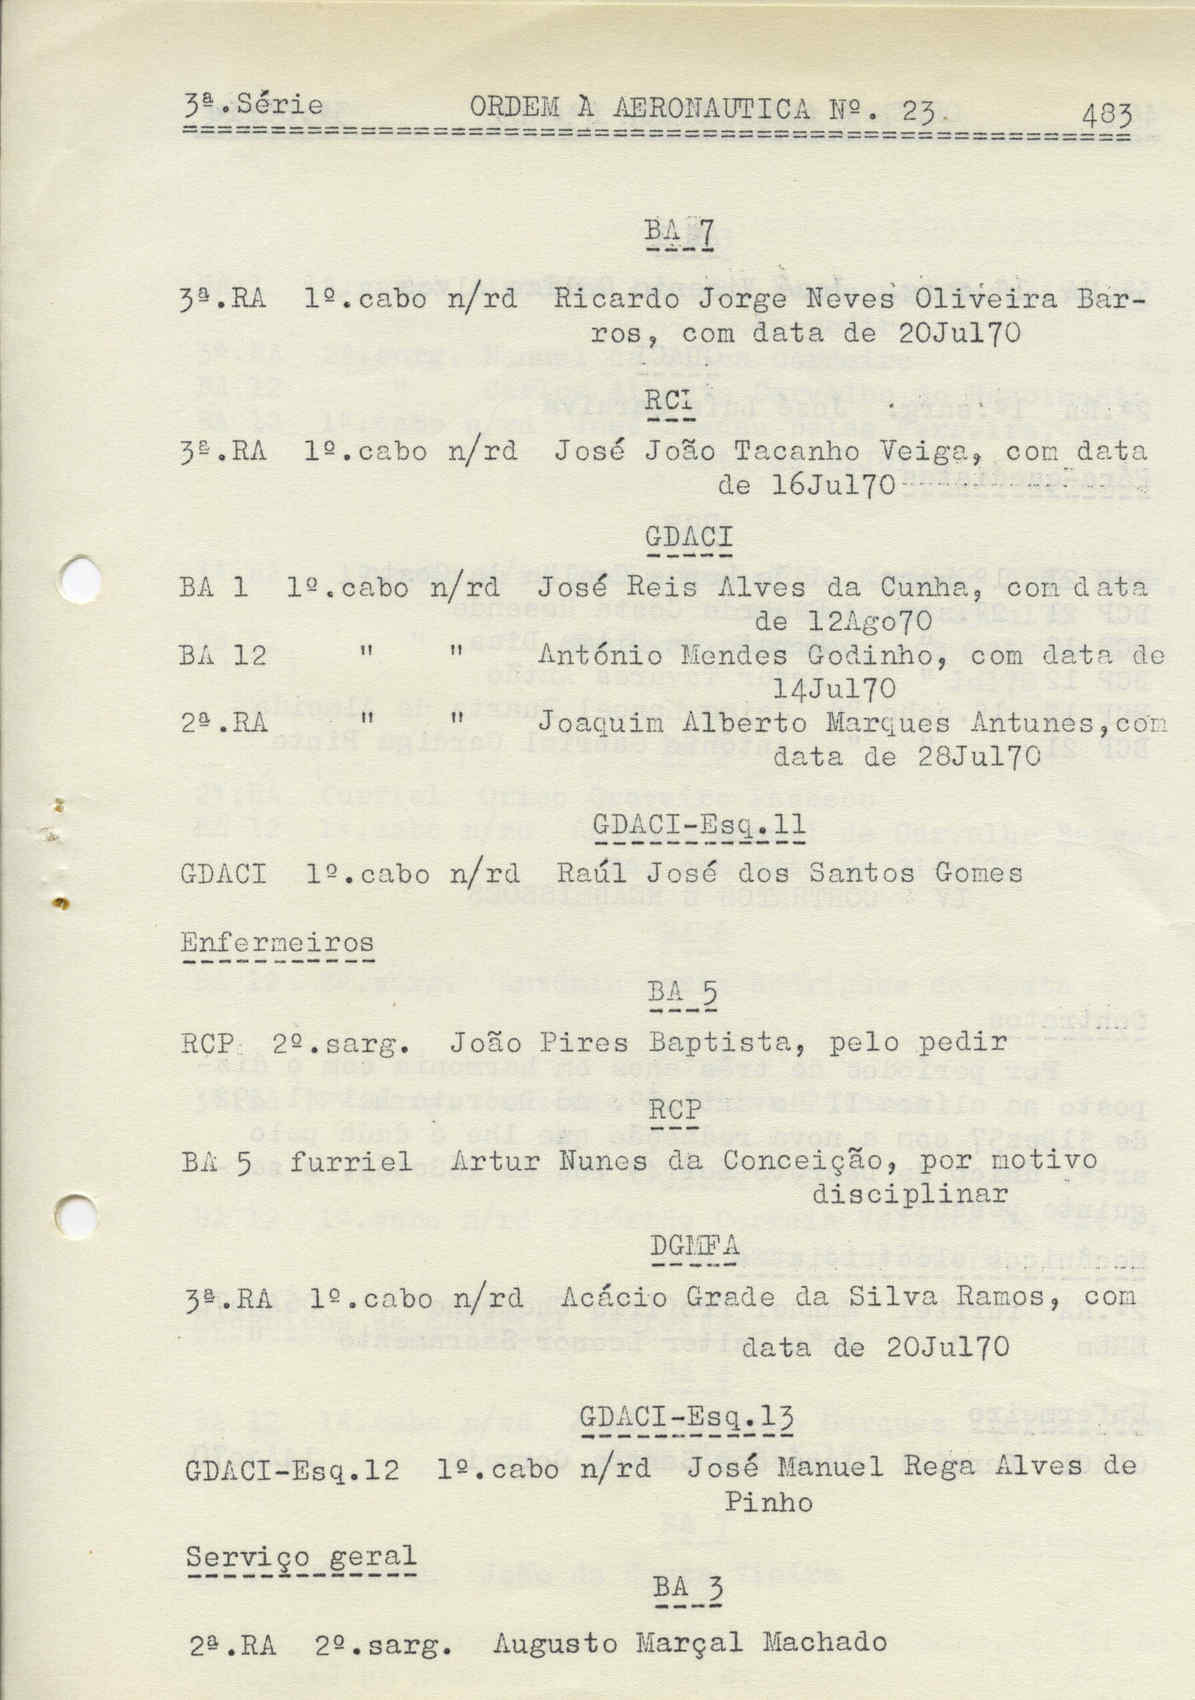 3ª.Série ORDEM À AERONAUTICA Nº. 23 483
BA 7
3ª.RA 1º.cabo n/rd Ricardo Jorge Neves Oliveira Bar-
ros, com data de 20Jul70
RCI
3ª.RA 1º.cabo n/rd José João Tacanho Veiga, com data
de 16Jul70
GDACI
BA 1 1º.cabo n/rd José Reis Alves da Cunha, com data
de 12Ago70
BA 12 " " António Mendes Godinho, com data de
14Jul70
2ª.RA " " Joaquim Alberto Marques Antunes,com
data de 28Jul70
GDACI-Esq.11
GDACI 1º.cabo n/rd Raúl José dos Santos Gomes
Enfermeiros
BA 5
RCP 2º.sarg. João Pires Baptista, pelo pedir
RCP
BA 5 furriel Artur Nunes da Conceição, por motivo
disciplinar
DGMFA
3ª.RA 1º.cabo n/rd Acácio Grade da Silva Ramos, com
data de 20Jul70
GDACI-Esq.13
GDACI-Esq.12 1º.cabo n/rd José Manuel Rega Alves de
Pinho
Serviço geral
BA 3
2ª.RA 2º.sarg. Augusto Marçal Machado